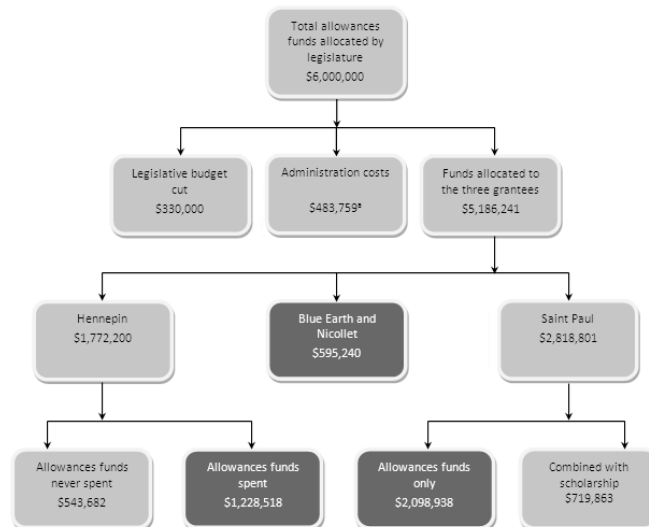 Total allowances
funds allocated by
legislature
$6,000,000
Legislative budget
cut
$330,000
Administration costs
$483,759ª
Funds allocated to
the three grantees
$5,186,241
Hennepin
$1,772,200
Blue Earth and
Nicollet
$595,240
Saint Paul
$2,818,801
Allowances funds
never spent
$543,682
Allowances funds
spent
$1,228,518
Allowances funds
only
$2,098,938
Combined with
scholarship
$719,863